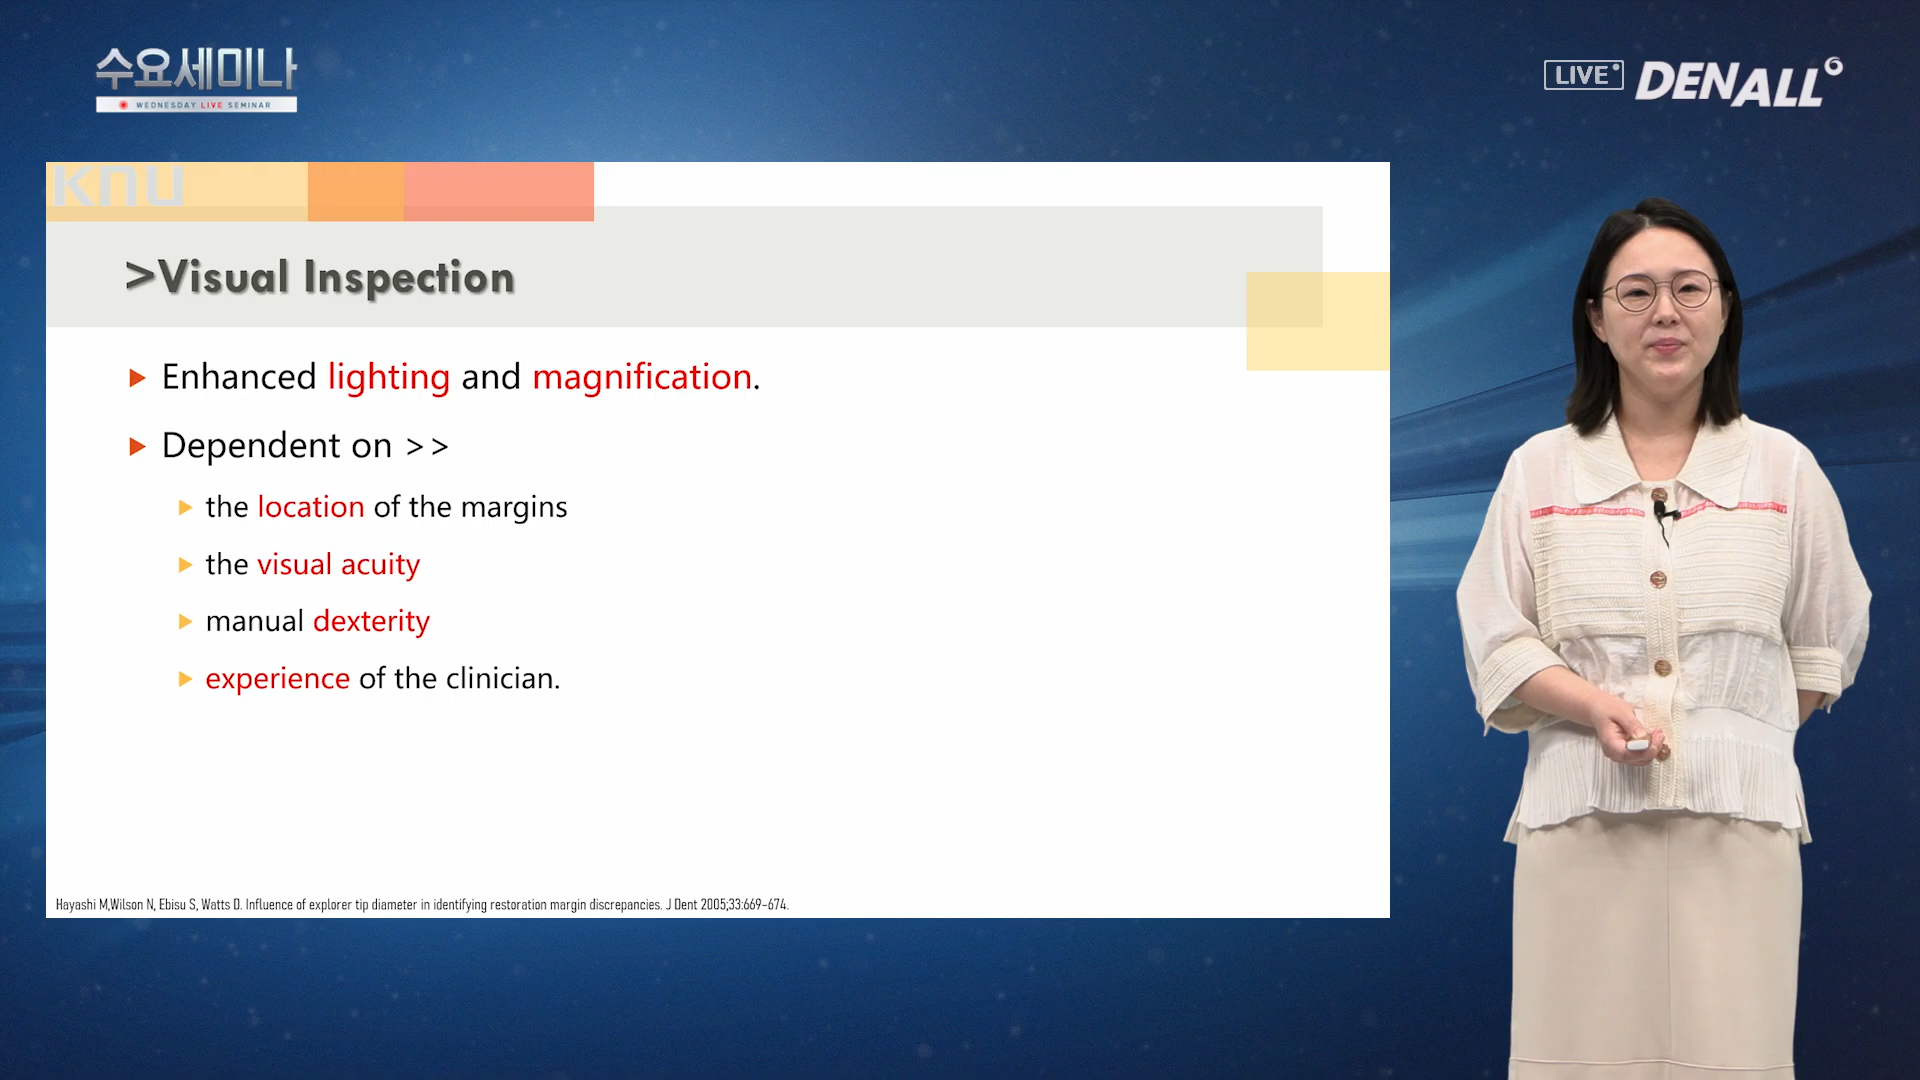 수요세미나
WEDNESDAY LIVE SEMINAR
LIVE
DENALL
knu
>Visual Inspection
Enhanced lighting and magnification.
Dependent on >>
the location of the margins
the visual acuity
manual dexterity
experience of the clinician.
Hayashi M,Wilson N, Ebisu S, Watts D. Influence of explorer tip diameter in identifying restoration margin discrepancies. J Dent 2005;33:669-674.